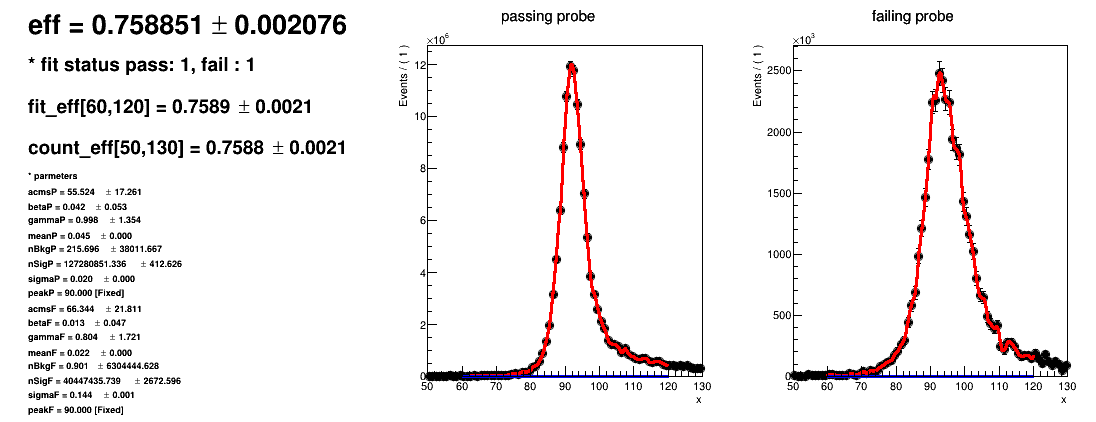 eff = 0.758851 ± 0.002076
* fit status pass: 1, fail : 1
fit_eff[60,120] = 0.7589 ± 0.0021
count_eff[50,130] = 0.7588 ± 0.0021
* parmeters
acmsP = 55.524 ± 17.261
betaP = 0.042 ± 0.053
gammaP = 0.998 ± 1.354
meanP = 0.045 ± 0.000
nBkgP = 215.696 ± 38011.667
nSigP = 127280851.336 ± 412.626
sigmaP = 0.020 ± 0.000
peakP = 90.000 [Fixed]
acmsF = 66.344 ± 21.811
betaF = 0.013 ± 0.047
gammaF = 0.804 ± 1.721
meanF = 0.022 ± 0.000
nBkgF = 0.901 ± 6304444.628
nSigF = 40447435.739 ± 2672.596
sigmaF = 0.144 ± 0.001
peakF = 90.000 [Fixed]
passing probe
×10⁶
Events / ( 1 )
12
10
8
6
4
2
0
50 60 70 80 90 100 110 120 130
x
failing probe
×10³
Events / ( 1 )
2500
2000
1500
1000
500
0
50 60 70 80 90 100 110 120 130
x